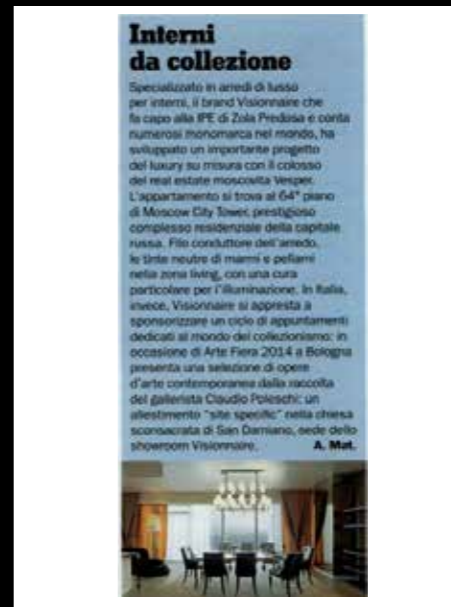 Interni
da collezione
Specializzato in arredi di lusso
per interni, il brand Visionnaire che
fa capo alla IPE di Zola Predosa e conta
numerosi monomarca nel mondo, ha
sviluppato un importante progetto
del luxury su misura con il colosso
del real estate moscovita Vesper.
L'appartamento si trova al 64° piano
di Moscow City Tower, prestigioso
complesso residenziale della capitale
russa. Filo conduttore dell'arredo,
le tinte neutre di marmi e pellami
nella zona living, con una cura
particolare per l'illuminazione. In Italia,
invece, Visionnaire si appresta a
sponsorizzare un ciclo di appuntamenti
dedicati al mondo del collezionismo: in
occasione di Arte Fiera 2014 a Bologna
presenta una selezione di opere
d'arte contemporanea dalla raccolta
del gallerista Claudio Poleschi: un
allestimento "site specific" nella chiesa
sconsacrata di San Damiano, sede dello
showroom Visionnaire. A. Mat.